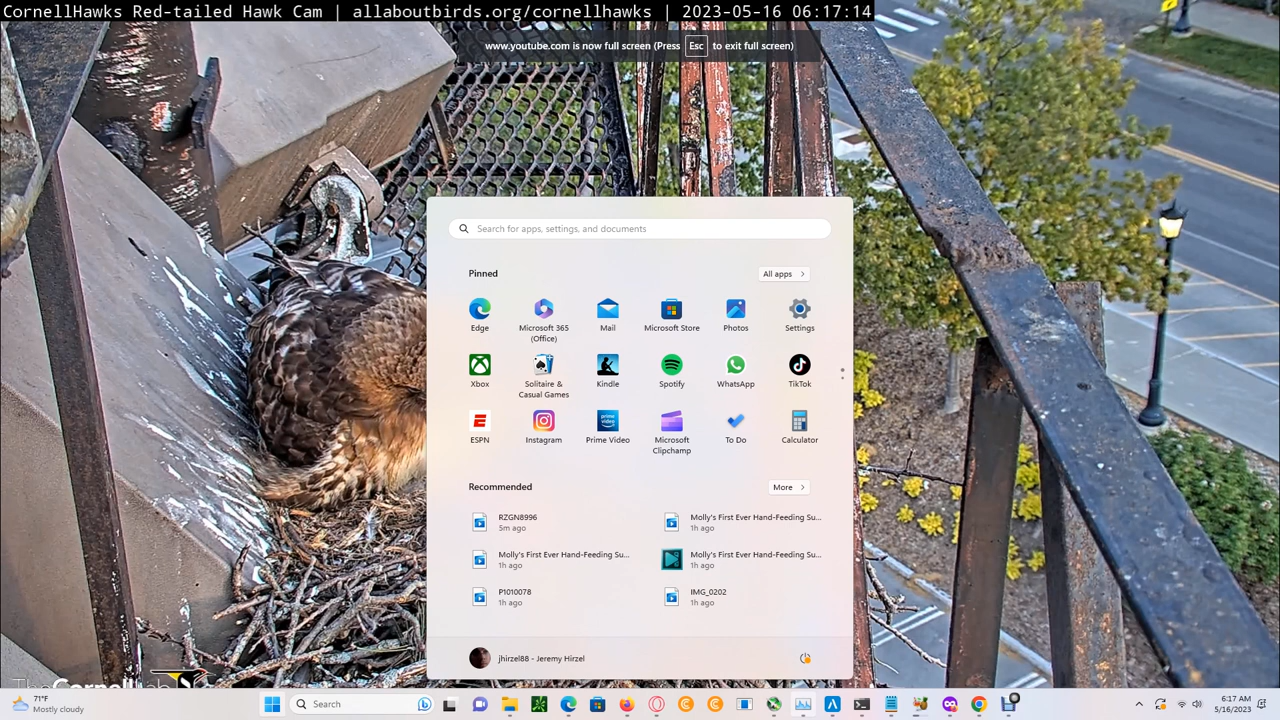 CornellHawks Red-tailed Hawk Cam | allaboutbirds.org/cornellhawks | 2023-05-16 06:17:14
www.youtube.com is now full screen (Press Esc to exit full screen)
Search for apps, settings, and documents
Pinned
All apps
Edge
Microsoft 365 (Office)
Mail
Microsoft Store
Photos
Settings
Xbox
Solitaire & Casual Games
Kindle
Spotify
WhatsApp
TikTok
ESPN
Instagram
Prime Video
Microsoft Clipchamp
To Do
Calculator
Recommended
More
RZGN8996
5m ago
Molly's First Ever Hand-Feeding Su...
1h ago
Molly's First Ever Hand-Feeding Su...
1h ago
Molly's First Ever Hand-Feeding Su...
1h ago
P1010078
1h ago
IMG_0202
1h ago
jhirzel88 - Jeremy Hirzel
71°F
Mostly cloudy
Search
6:17 AM
5/16/2023